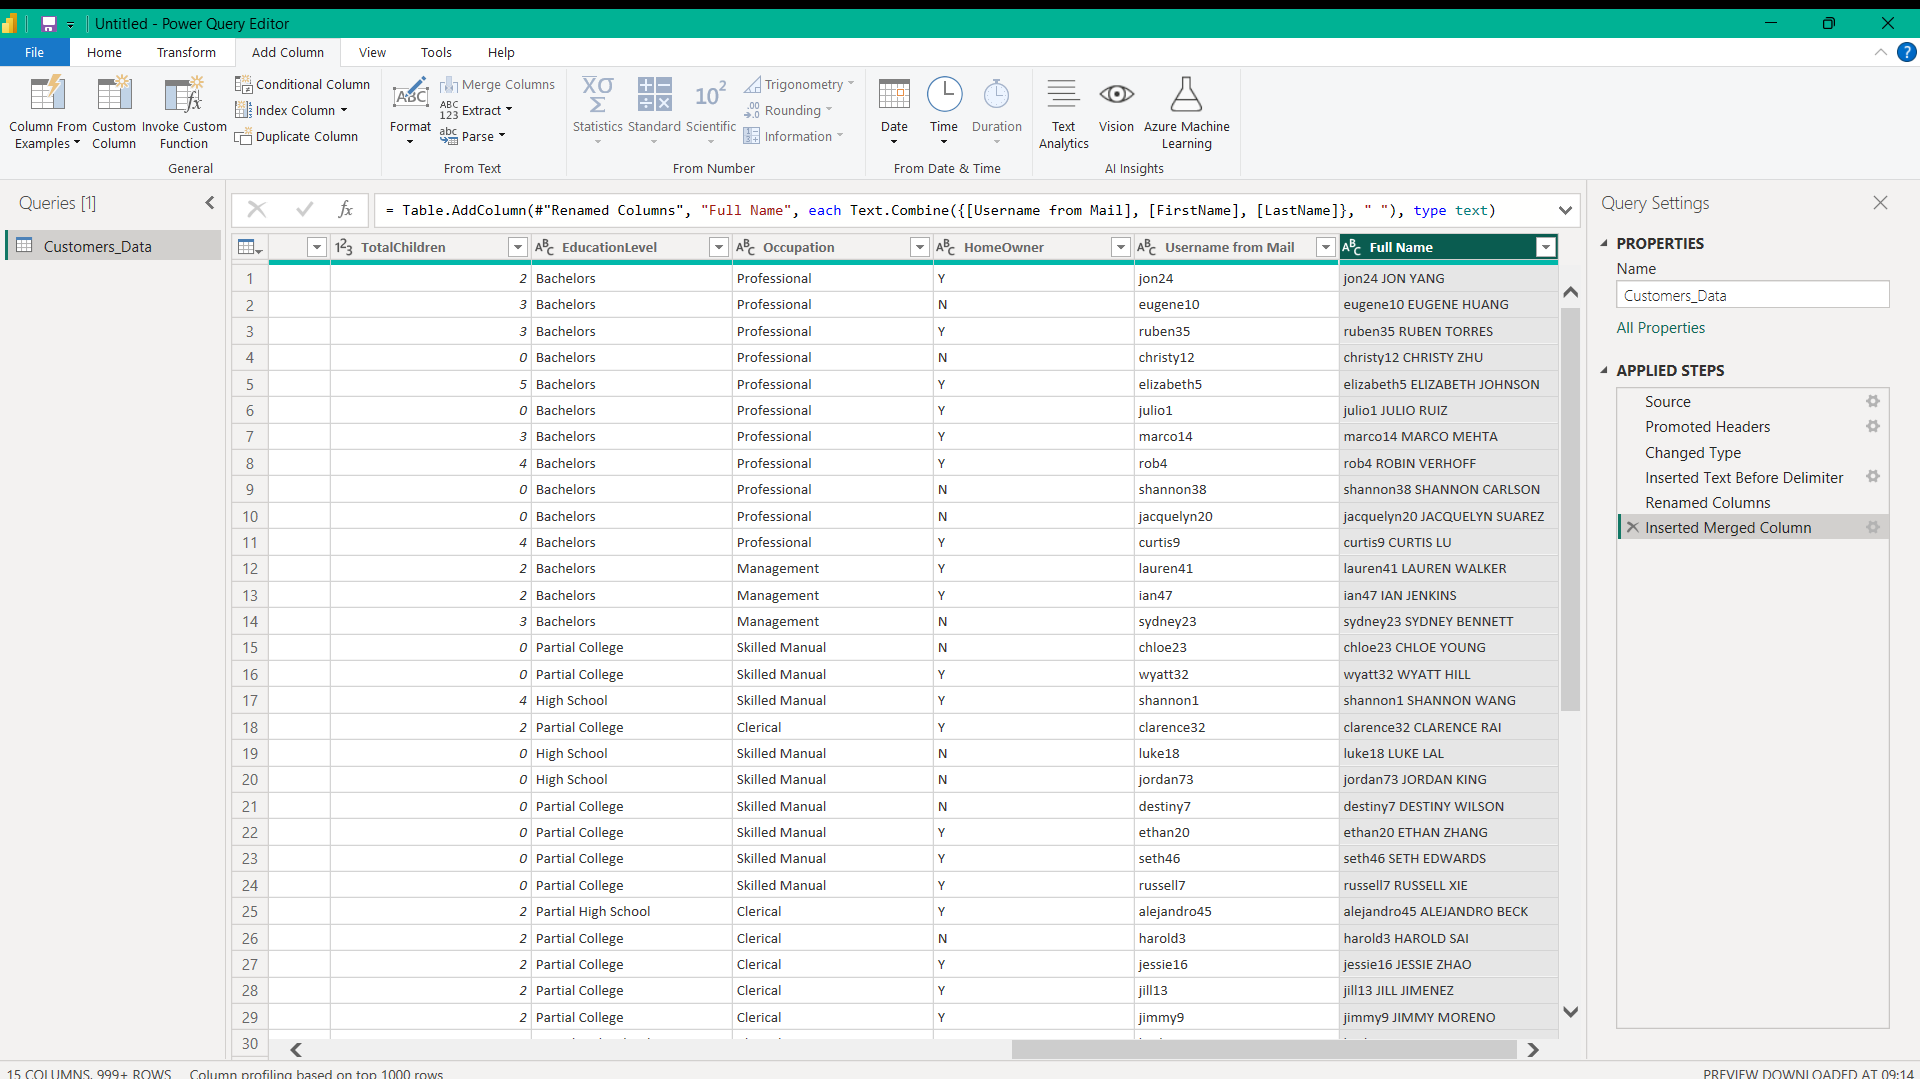 Untitled - Power Query Editor
File Home Transform Add Column View Tools Help
Column From Examples
Custom Column
Invoke Custom Function
Conditional Column
Index Column
Duplicate Column
General
Format
Merge Columns
Extract
Parse
From Text
Statistics
Standard
Scientific
Trigonometry
Rounding
Information
From Number
Date
Time
Duration
From Date & Time
Text Analytics
Vision
Azure Machine Learning
AI Insights
Queries [1]
Customers_Data
= Table.AddColumn(#"Renamed Columns", "Full Name", each Text.Combine({[Username from Mail], [FirstName], [LastName]}, " "), type text)
TotalChildren EducationLevel Occupation HomeOwner Username from Mail Full Name
1 2 Bachelors Professional Y jon24 jon24 JON YANG
2 3 Bachelors Professional N eugene10 eugene10 EUGENE HUANG
3 3 Bachelors Professional Y ruben35 ruben35 RUBEN TORRES
4 0 Bachelors Professional N christy12 christy12 CHRISTY ZHU
5 5 Bachelors Professional Y elizabeth5 elizabeth5 ELIZABETH JOHNSON
6 0 Bachelors Professional Y julio1 julio1 JULIO RUIZ
7 3 Bachelors Professional Y marco14 marco14 MARCO MEHTA
8 4 Bachelors Professional Y rob4 rob4 ROBIN VERHOFF
9 0 Bachelors Professional N shannon38 shannon38 SHANNON CARLSON
10 0 Bachelors Professional N jacquelyn20 jacquelyn20 JACQUELYN SUAREZ
11 4 Bachelors Professional Y curtis9 curtis9 CURTIS LU
12 2 Bachelors Management Y lauren41 lauren41 LAUREN WALKER
13 2 Bachelors Management Y ian47 ian47 IAN JENKINS
14 3 Bachelors Management N sydney23 sydney23 SYDNEY BENNETT
15 0 Partial College Skilled Manual N chloe23 chloe23 CHLOE YOUNG
16 0 Partial College Skilled Manual Y wyatt32 wyatt32 WYATT HILL
17 4 High School Skilled Manual Y shannon1 shannon1 SHANNON WANG
18 2 Partial College Clerical Y clarence32 clarence32 CLARENCE RAI
19 0 High School Skilled Manual N luke18 luke18 LUKE LAL
20 0 High School Skilled Manual N jordan73 jordan73 JORDAN KING
21 0 Partial College Skilled Manual N destiny7 destiny7 DESTINY WILSON
22 0 Partial College Skilled Manual Y ethan20 ethan20 ETHAN ZHANG
23 0 Partial College Skilled Manual Y seth46 seth46 SETH EDWARDS
24 0 Partial College Skilled Manual Y russell7 russell7 RUSSELL XIE
25 2 Partial High School Clerical Y alejandro45 alejandro45 ALEJANDRO BECK
26 2 Partial College Clerical N harold3 harold3 HAROLD SAI
27 2 Partial College Clerical Y jessie16 jessie16 JESSIE ZHAO
28 2 Partial College Clerical Y jill13 jill13 JILL JIMENEZ
29 2 Partial College Clerical Y jimmy9 jimmy9 JIMMY MORENO
30
Query Settings
PROPERTIES
Name
Customers_Data
All Properties
APPLIED STEPS
Source
Promoted Headers
Changed Type
Inserted Text Before Delimiter
Renamed Columns
Inserted Merged Column
15 COLUMNS, 999+ ROWS Column profiling based on top 1000 rows
PREVIEW DOWNLOADED AT 09:14